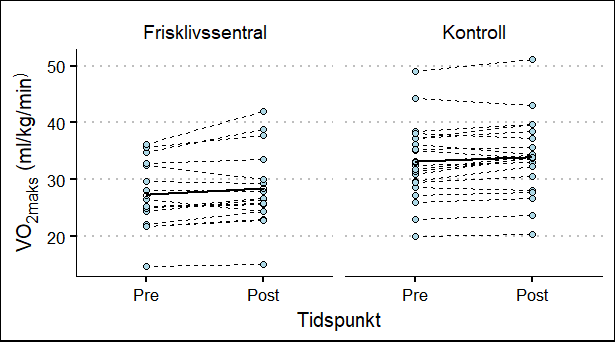 Frisklivssentral Kontroll
50
40
30
20
VO2maks (ml/kg/min)
Pre Post Pre Post
Tidspunkt